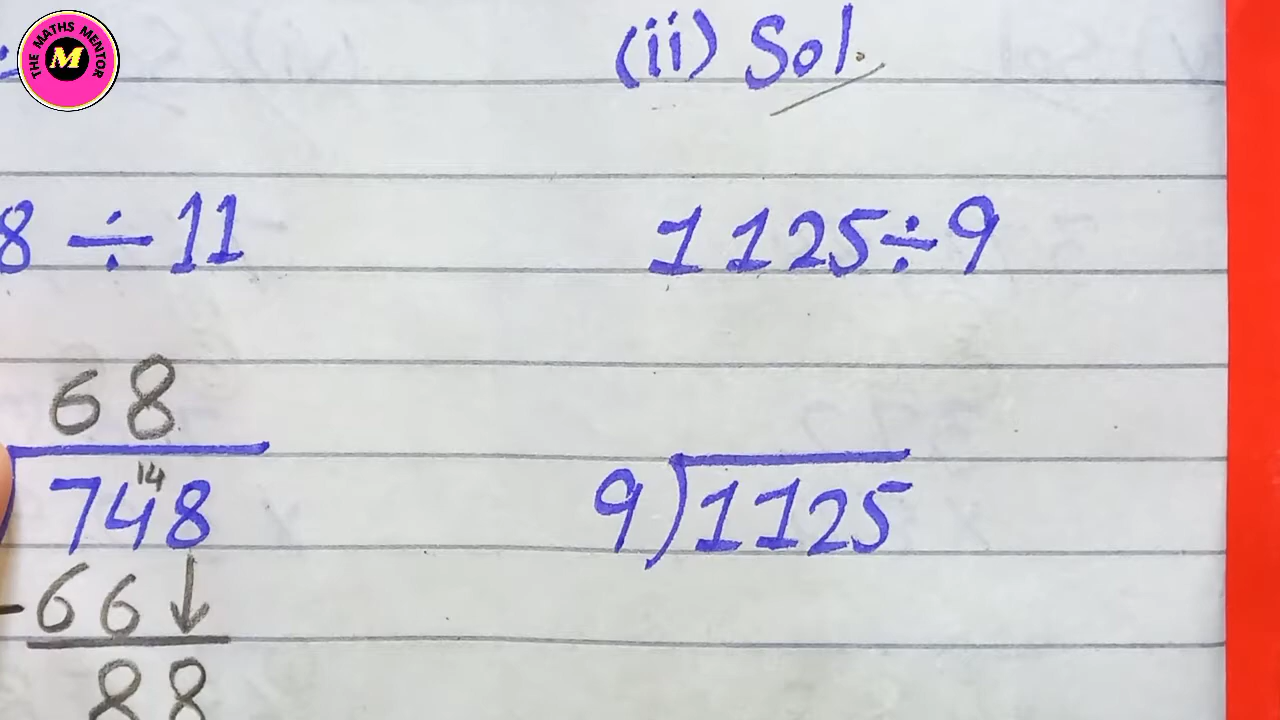 THE MATHS MENTOR
M
(ii) Sol.
8 ÷ 11
1125÷9
68
14
748
-66↓
88
9)1125